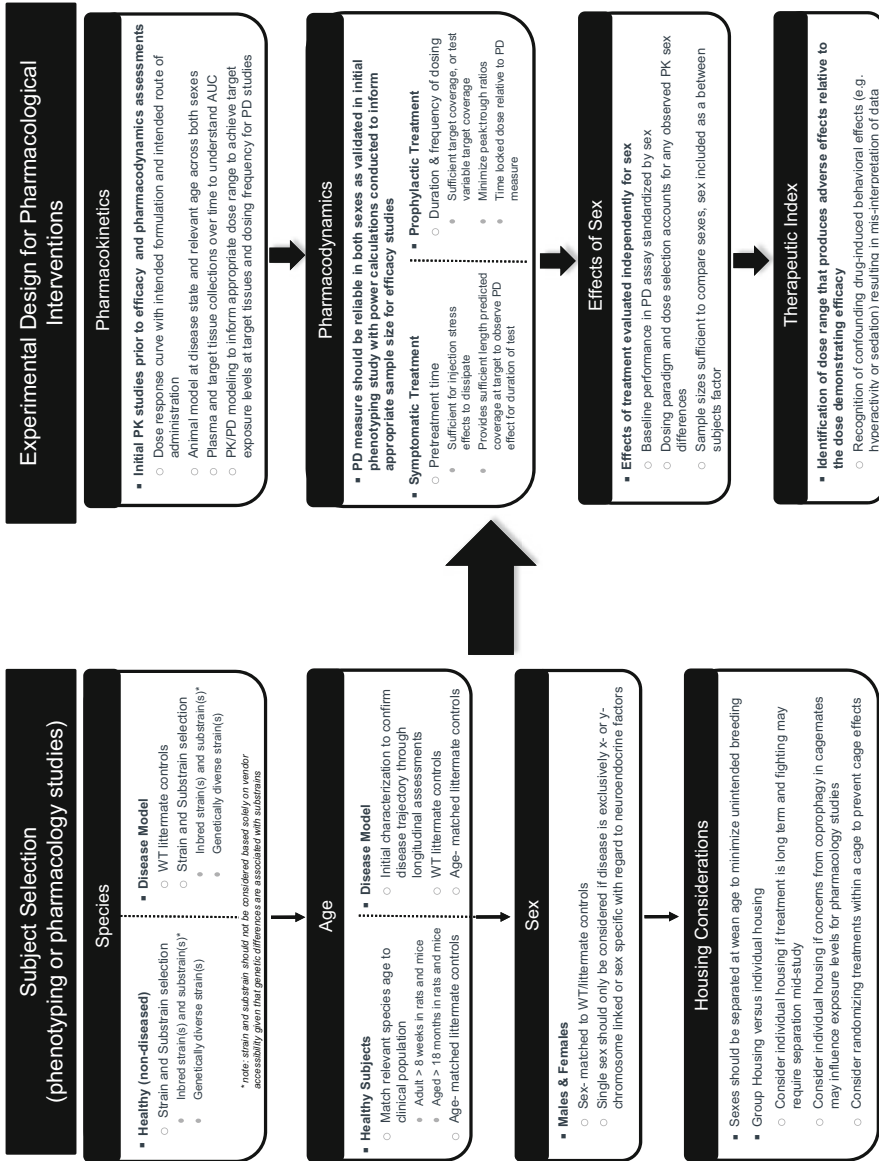 Subject Selection
(phenotyping or pharmacology studies)
Species
▪ Healthy (non-diseased)
○ Strain and Substrain selection
● Inbred strain(s) and substrain(s)*
● Genetically diverse strain(s)
▪ Disease Model
○ WT littermate controls
○ Strain and Substrain selection
● Inbred strain(s) and substrain(s)*
● Genetically diverse strain(s)
* note: strain and substrain should not be considered based solely on vendor
accessibility given that genetic differences are associated with substrains
Age
▪ Healthy Subjects
○ Match relevant species age to
clinical population
● Adult > 8 weeks in rats and mice
● Aged > 18 months in rats and mice
○ Age- matched littermate controls
▪ Disease Model
○ Initial characterization to confirm
disease trajectory through
longitudinal assessments
○ WT littermate controls
○ Age- matched littermate controls
Sex
▪ Males & Females
○ Sex- matched to WT/littermate controls
○ Single sex should only be considered if disease is exclusively x- or y-
chromosome linked or sex specific with regard to neuroendocrine factors
Housing Considerations
▪ Sexes should be separated at wean age to minimize unintended breeding
▪ Group Housing versus individual housing
○ Consider individual housing if treatment is long term and fighting may
require separation mid-study
○ Consider individual housing if concerns from coprophagy in cagemates
may influence exposure levels for pharmacology studies
○ Consider randomizing treatments within a cage to prevent cage effects
Experimental Design for Pharmacological
Interventions
Pharmacokinetics
▪ Initial PK studies prior to efficacy and pharmacodynamics assessments
○ Dose response curve with intended formulation and intended route of
administration
○ Animal model at disease state and relevant age across both sexes
○ Plasma and target tissue collections over time to understand AUC
○ PK/PD modeling to inform appropriate dose range to achieve target
exposure levels at target tissues and dosing frequency for PD studies
Pharmacodynamics
▪ PD measure should be reliable in both sexes as validated in initial
phenotyping study with power calculations conducted to inform
appropriate sample size for efficacy studies
▪ Symptomatic Treatment
○ Pretreatment time
● Sufficient for injection stress
effects to dissipate
● Provides sufficient length predicted
coverage at target to observe PD
effect for duration of test
▪ Prophylactic Treatment
○ Duration & frequency of dosing
● Sufficient target coverage, or test
variable target coverage
● Minimize peak:trough ratios
● Time locked dose relative to PD
measure
Effects of Sex
▪ Effects of treatment evaluated independently for sex
○ Baseline performance in PD assay standardized by sex
○ Dosing paradigm and dose selection accounts for any observed PK sex
differences
○ Sample sizes sufficient to compare sexes, sex included as a between
subjects factor
Therapeutic Index
▪ Identification of dose range that produces adverse effects relative to
the dose demonstrating efficacy
○ Recognition of confounding drug-induced behavioral effects (e.g.
hyperactivity or sedation) resulting in mis-interpretation of data